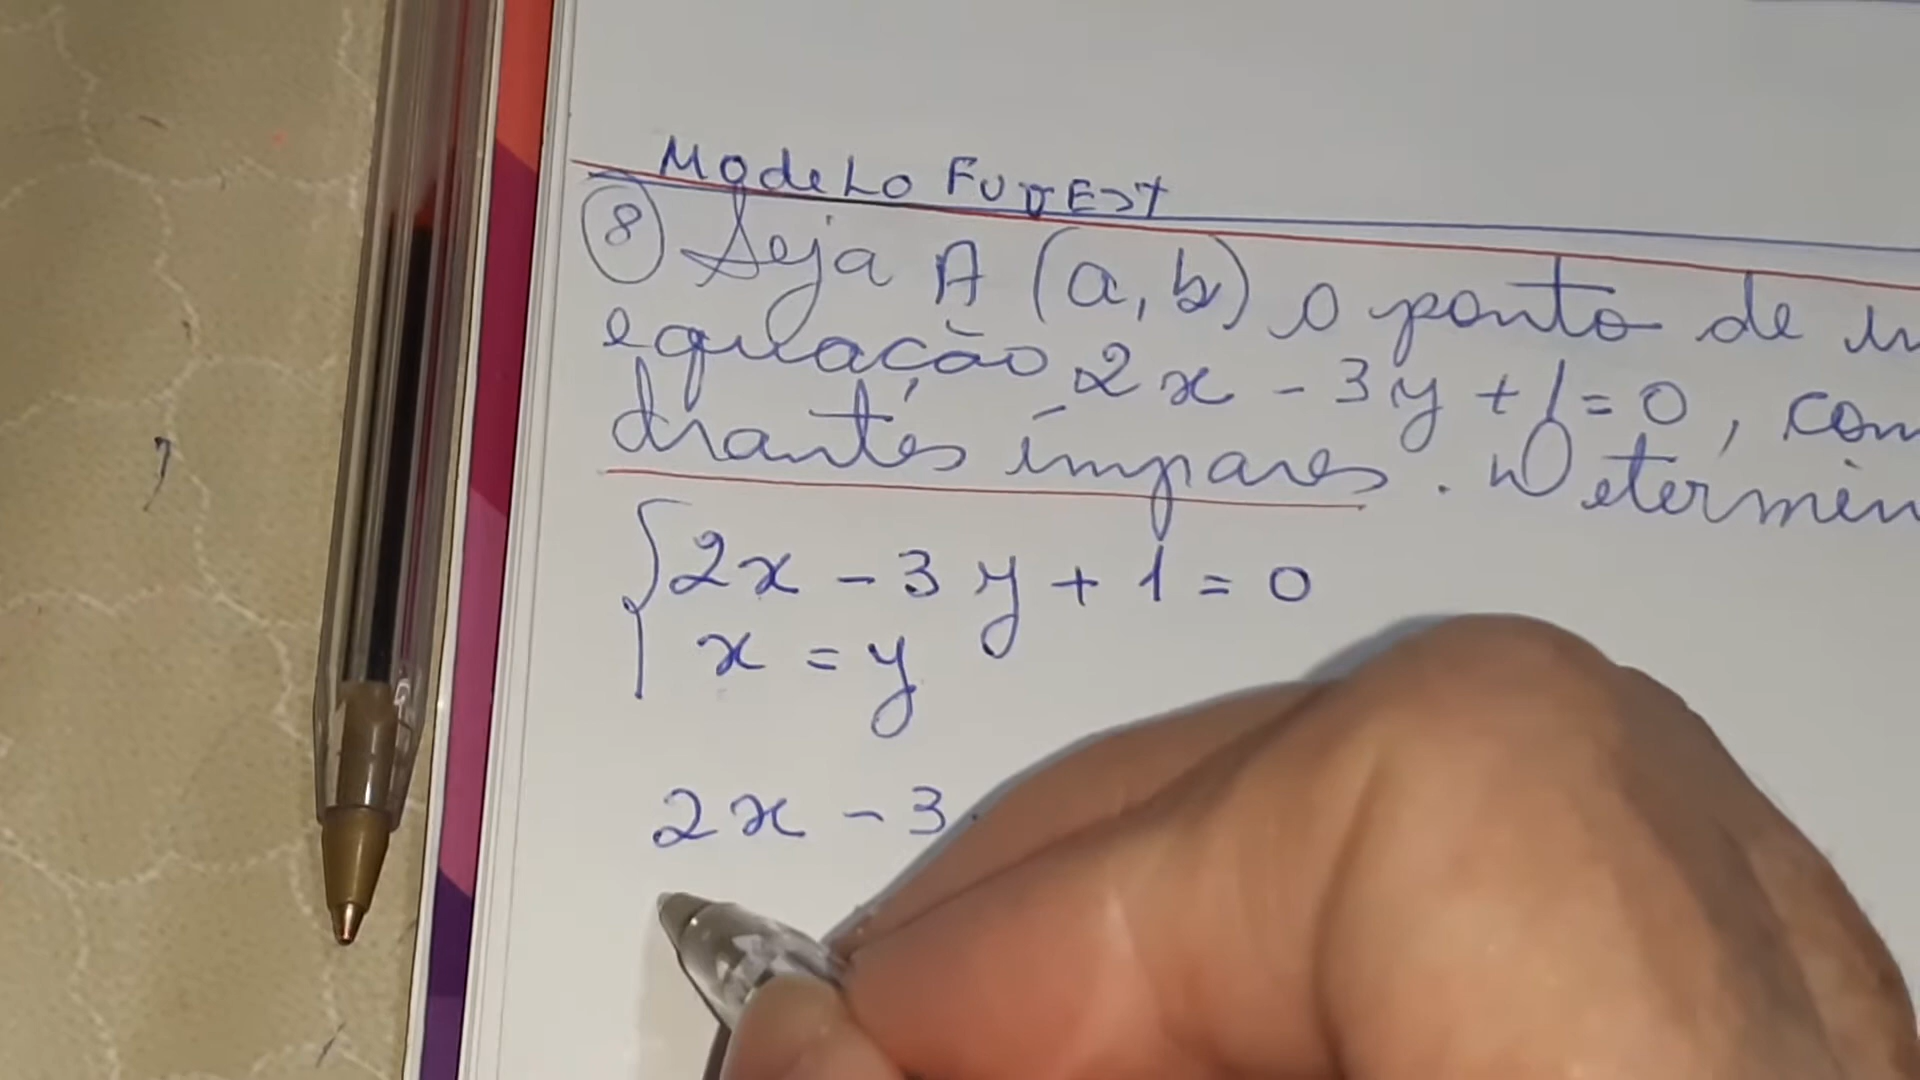 Modelo FuvEST
8 Seja A (a, b) o ponto de
equação 2x - 3y + 1 = 0, com
drantes ímpares. Determin
2x - 3y + 1 = 0
x = y
2x - 3